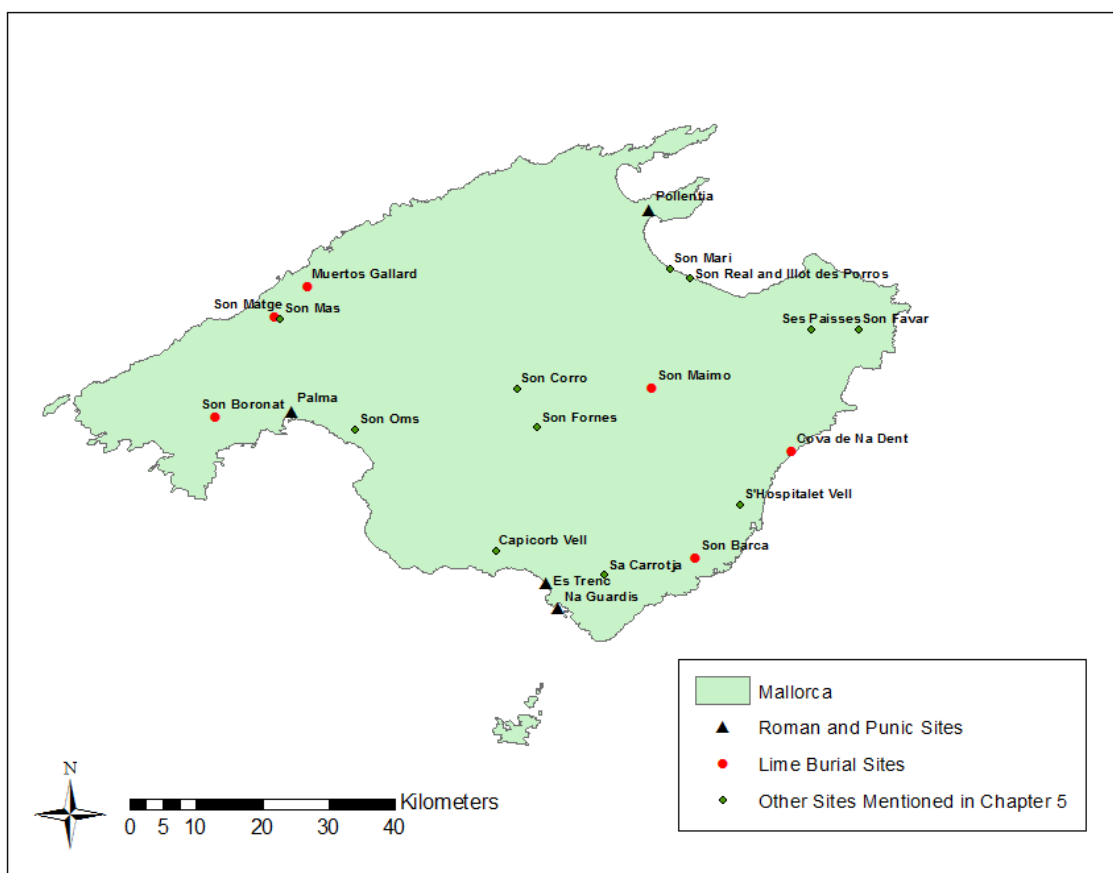 Pollentia
Son Mari
Son Real and Illot des Porros
Muertos Gallard
Son Matge
Son Mas
Ses Paisses
Son Favar
Son Corro
Son Maimo
Son Boronat
Palma
Son Oms
Son Fornes
Cova de Na Dent
S'Hospitalet Vell
Capicorb Vell
Son Barca
Sa Carrotja
Es Trenc
Na Guardis
Mallorca
Roman and Punic Sites
Lime Burial Sites
Other Sites Mentioned in Chapter 5
N
Kilometers
0 5 10 20 30 40